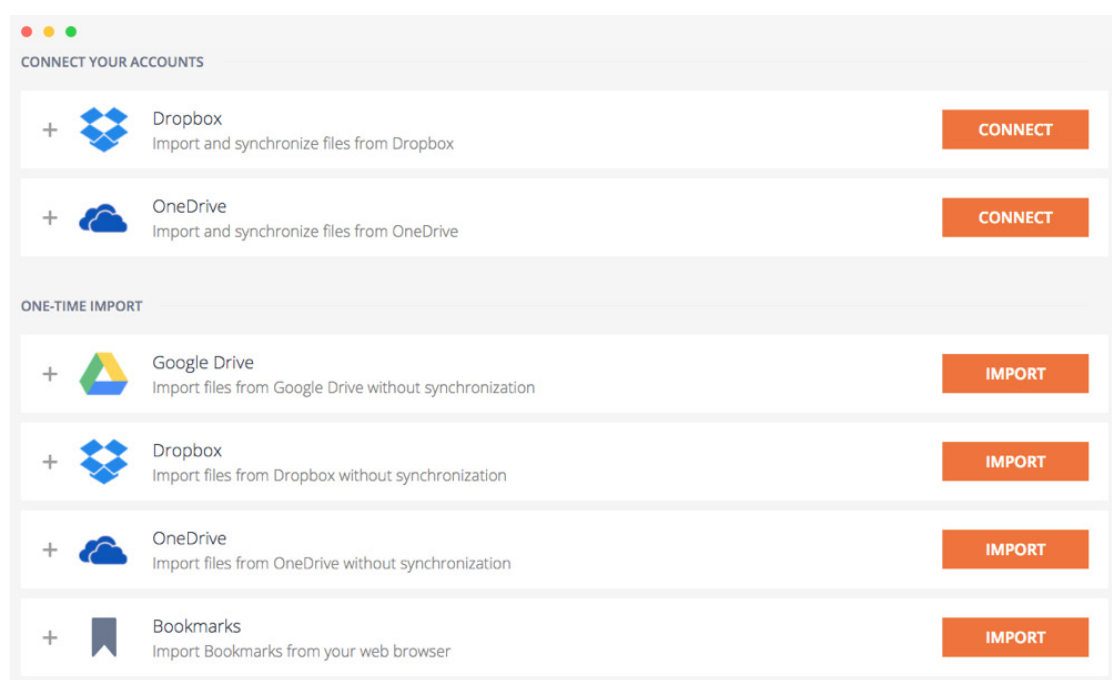 CONNECT YOUR ACCOUNTS
Dropbox
Import and synchronize files from Dropbox
CONNECT
OneDrive
Import and synchronize files from OneDrive
CONNECT
ONE-TIME IMPORT
Google Drive
Import files from Google Drive without synchronization
IMPORT
Dropbox
Import files from Dropbox without synchronization
IMPORT
OneDrive
Import files from OneDrive without synchronization
IMPORT
Bookmarks
Import Bookmarks from your web browser
IMPORT